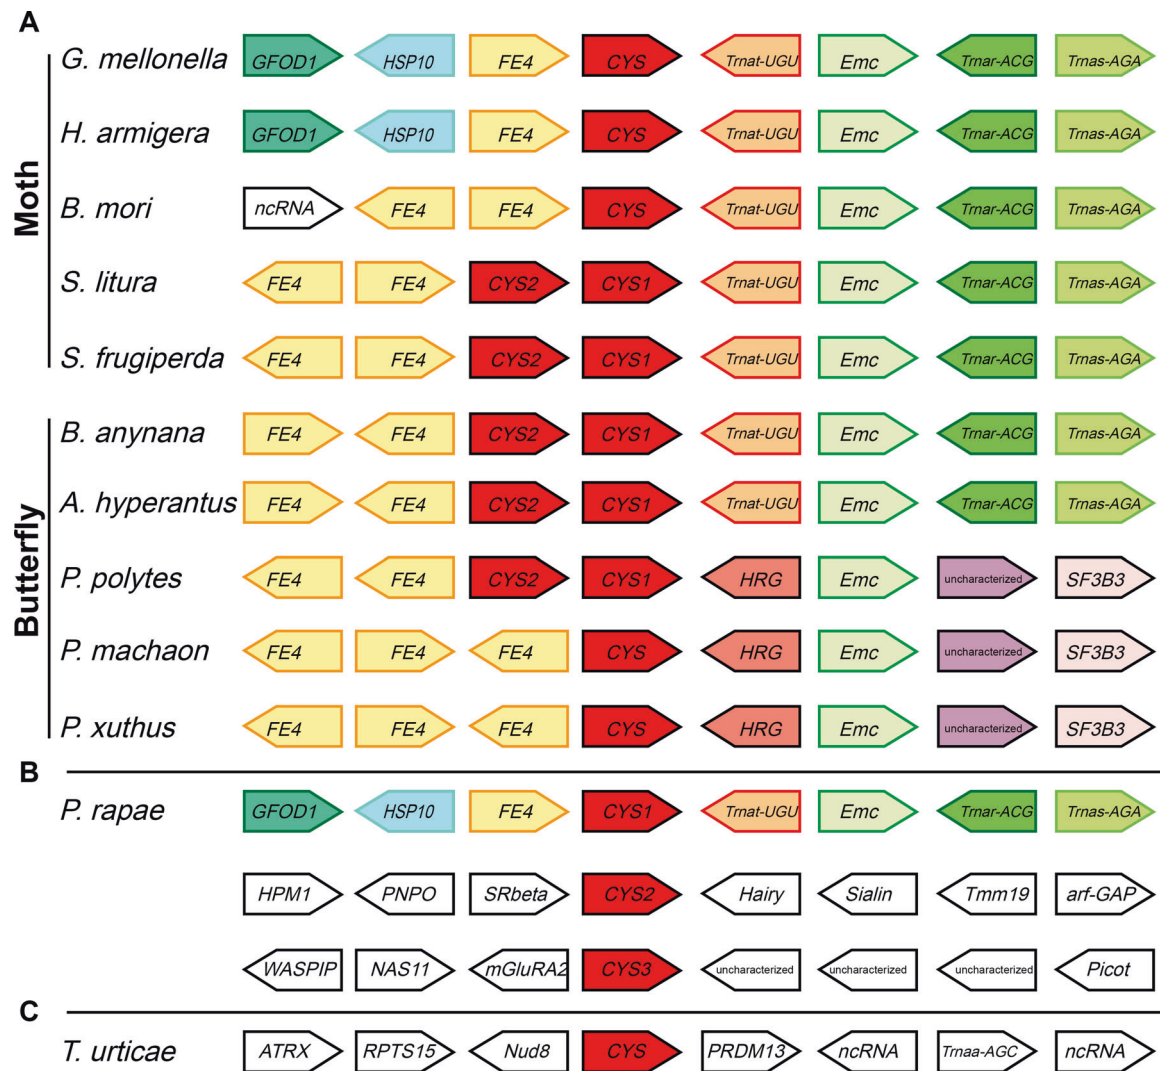 A
Moth
G. mellonella GFOD1 HSP10 FE4 CYS Trnat-UGU Emc Trnar-ACG Trnas-AGA
H. armigera GFOD1 HSP10 FE4 CYS Trnat-UGU Emc Trnar-ACG Trnas-AGA
B. mori ncRNA FE4 FE4 CYS Trnat-UGU Emc Trnar-ACG Trnas-AGA
S. litura FE4 FE4 CYS2 CYS1 Trnat-UGU Emc Trnar-ACG Trnas-AGA
S. frugiperda FE4 FE4 CYS2 CYS1 Trnat-UGU Emc Trnar-ACG Trnas-AGA
Butterfly
B. anynana FE4 FE4 CYS2 CYS1 Trnat-UGU Emc Trnar-ACG Trnas-AGA
A. hyperantus FE4 FE4 CYS2 CYS1 Trnat-UGU Emc Trnar-ACG Trnas-AGA
P. polytes FE4 FE4 CYS2 CYS1 HRG Emc uncharacterized SF3B3
P. machaon FE4 FE4 FE4 CYS HRG Emc uncharacterized SF3B3
P. xuthus FE4 FE4 FE4 CYS HRG Emc uncharacterized SF3B3
B
P. rapae GFOD1 HSP10 FE4 CYS1 Trnat-UGU Emc Trnar-ACG Trnas-AGA
HPM1 PNPO SRbeta CYS2 Hairy Sialin Tmm19 arf-GAP
WASPIP NAS11 mGluRA2 CYS3 uncharacterized uncharacterized uncharacterized Picot
C
T. urticae ATRX RPTS15 Nud8 CYS PRDM13 ncRNA Trnaa-AGC ncRNA